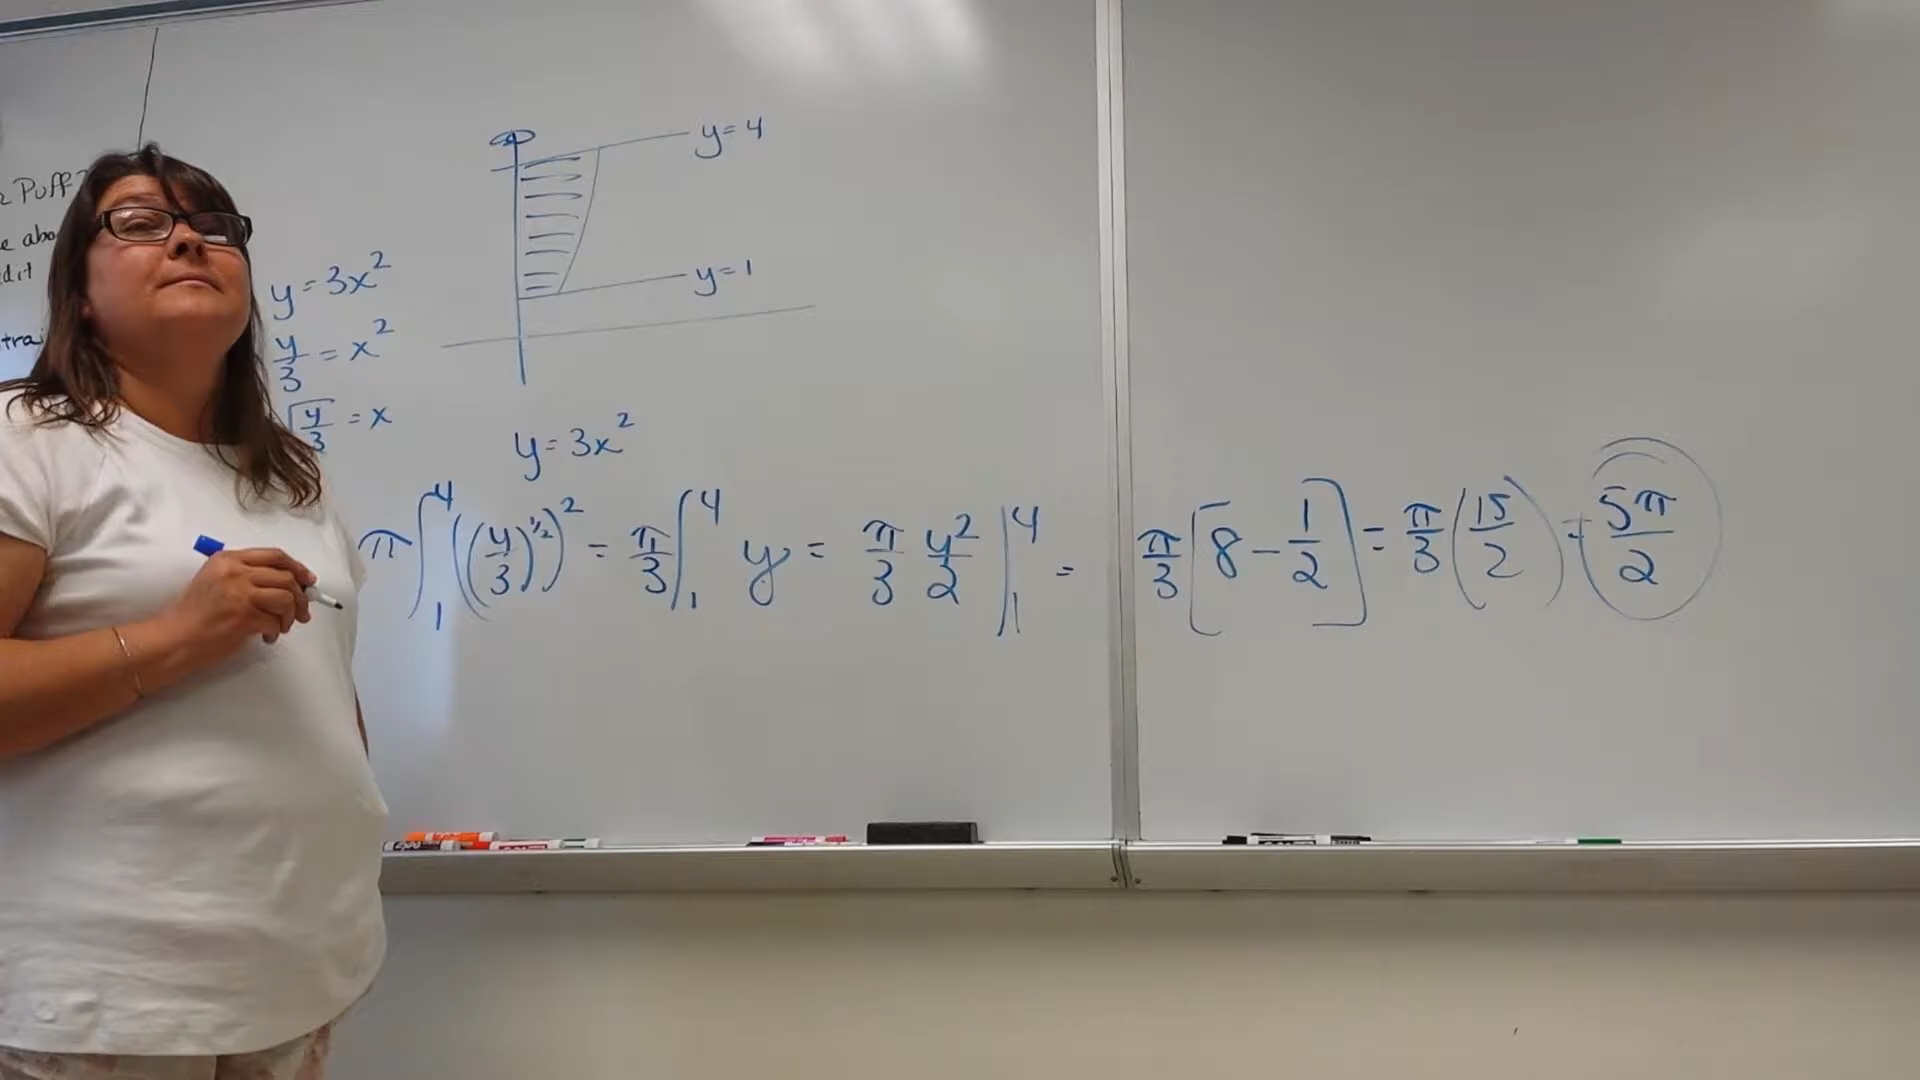 PUFF
y = 4
y = 1
y = 3x²
y/3 = x²
√(y/3) = x
y = 3x²
π∫₁⁴ ((y/3)^½)² = π/3 ∫₁⁴ y = π/3 y²/2 |₁⁴ = π/3 [8 − 1/2] = π/3 (15/2) = 5π/2